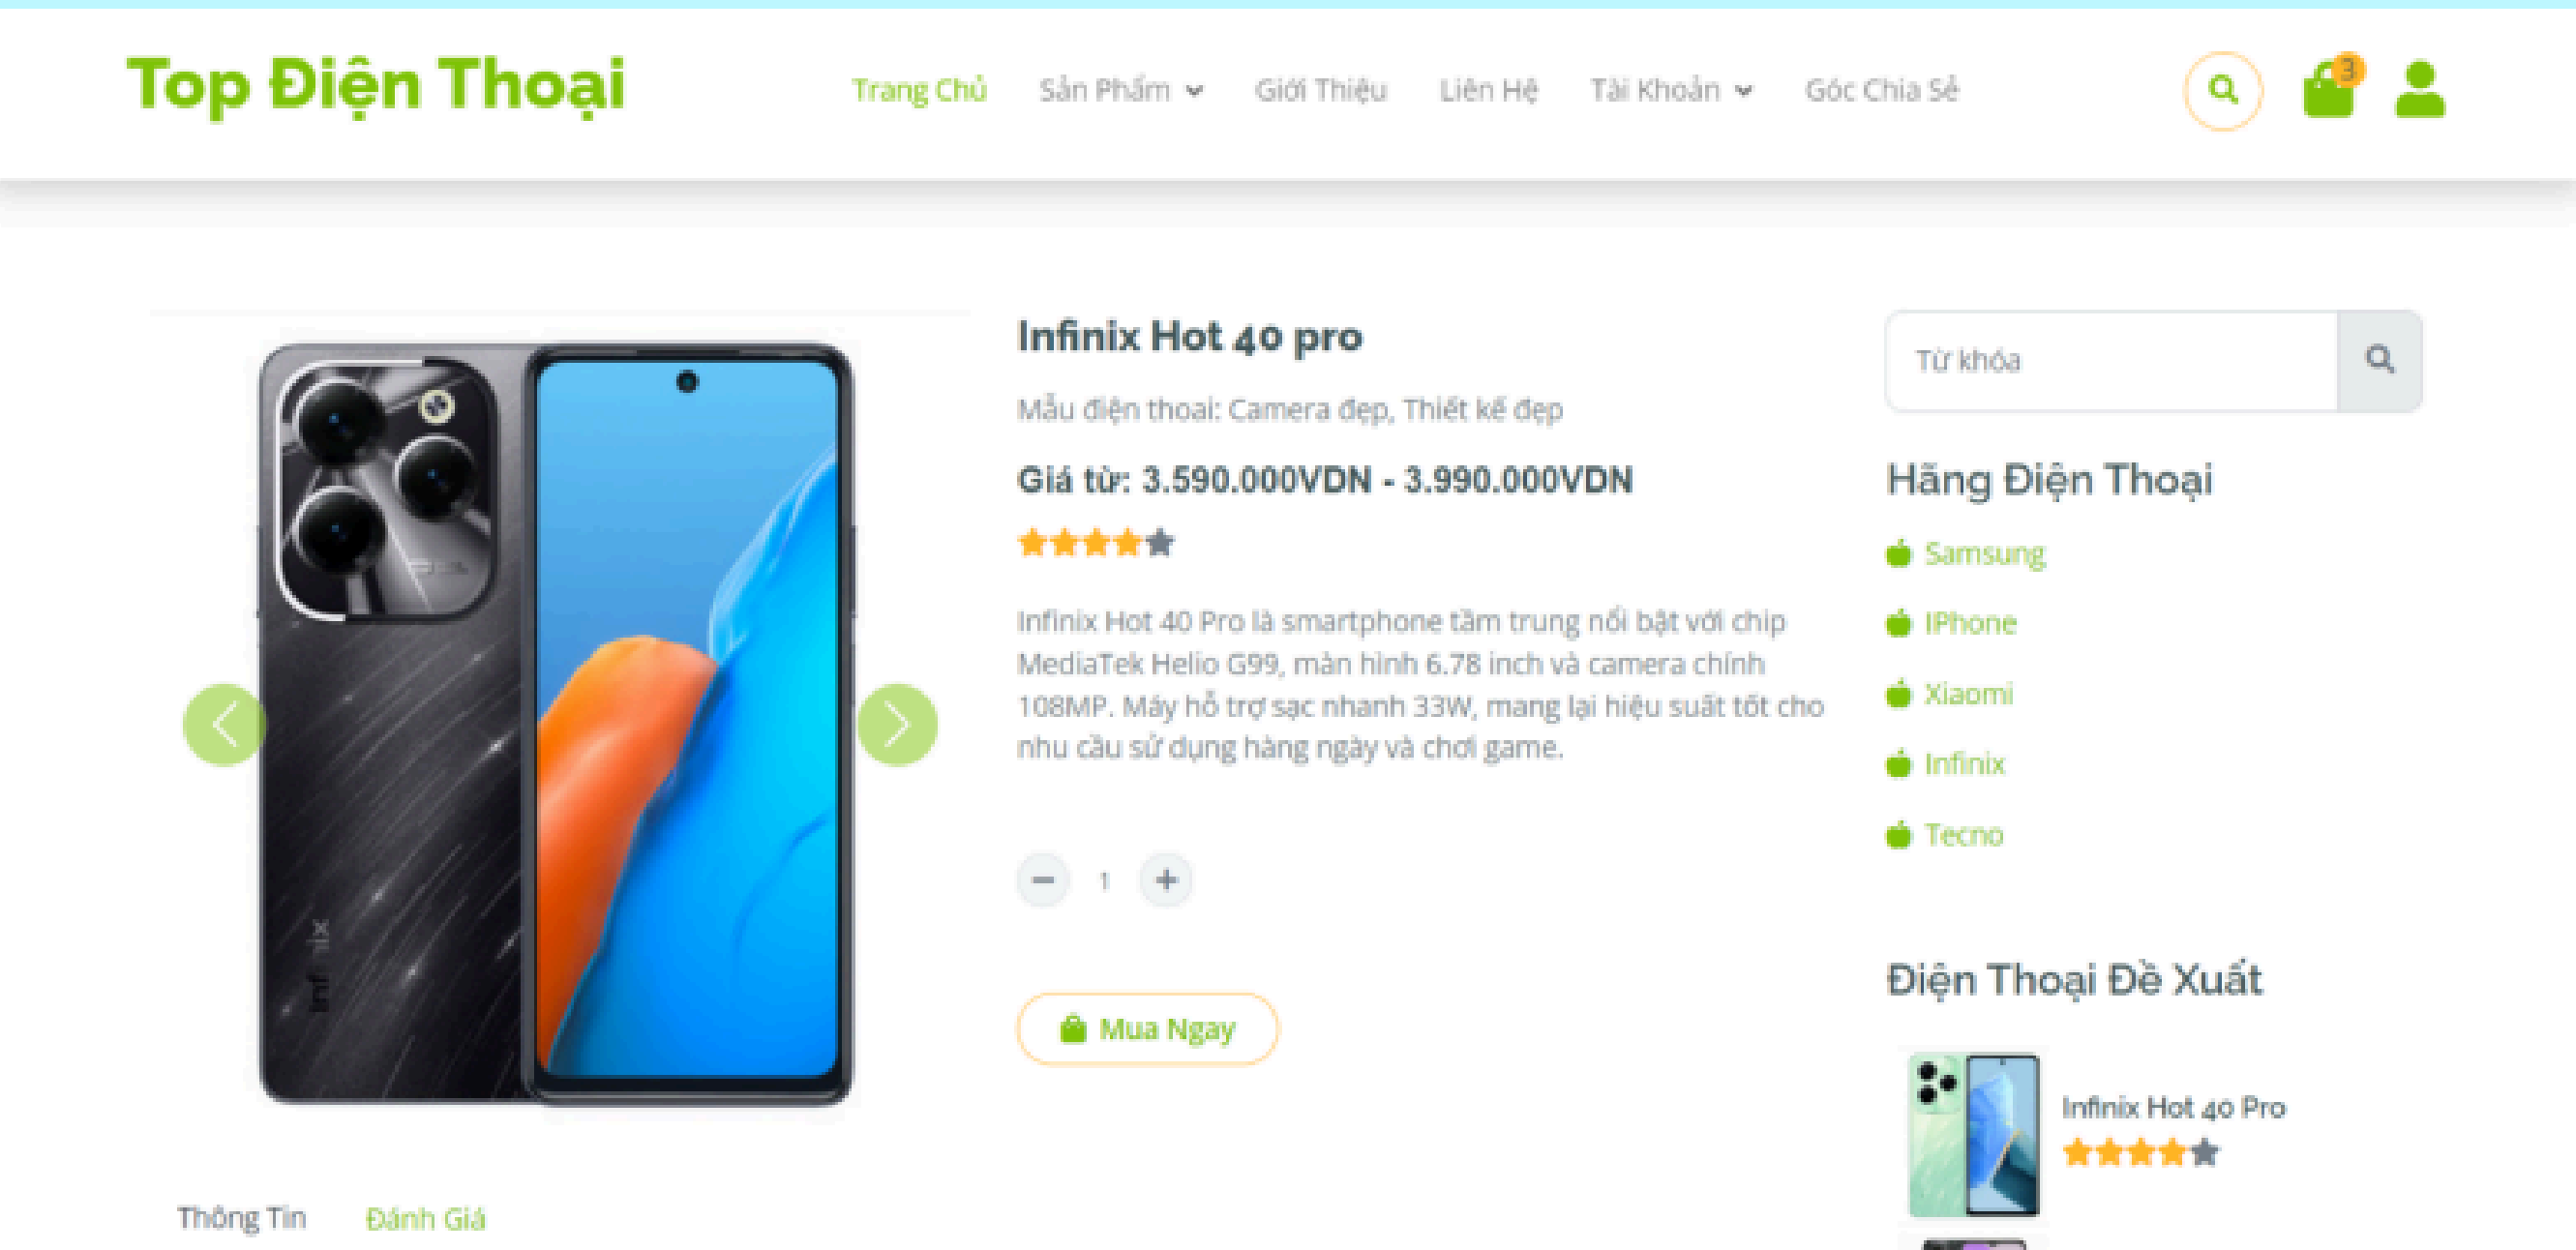 Top Điện Thoại
Trang Chủ Sản Phẩm Giới Thiệu Liên Hệ Tài Khoản Góc Chia Sẻ
3
Infinix Hot 40 pro
Mẫu điện thoai: Camera đẹp, Thiết kế đẹp
Giá từ: 3.590.000VDN - 3.990.000VDN
Infinix Hot 40 Pro là smartphone tầm trung nổi bật với chip
MediaTek Helio G99, màn hình 6.78 inch và camera chính
108MP. Máy hỗ trợ sạc nhanh 33W, mang lại hiệu suất tốt cho
nhu cầu sử dụng hàng ngày và chơi game.
1
Mua Ngay
Infinix
Thông Tin Đánh Giá
Từ khóa
Hãng Điện Thoại
Samsung
IPhone
Xiaomi
Infinix
Tecno
Điện Thoại Đề Xuất
Infinix Hot 40 Pro